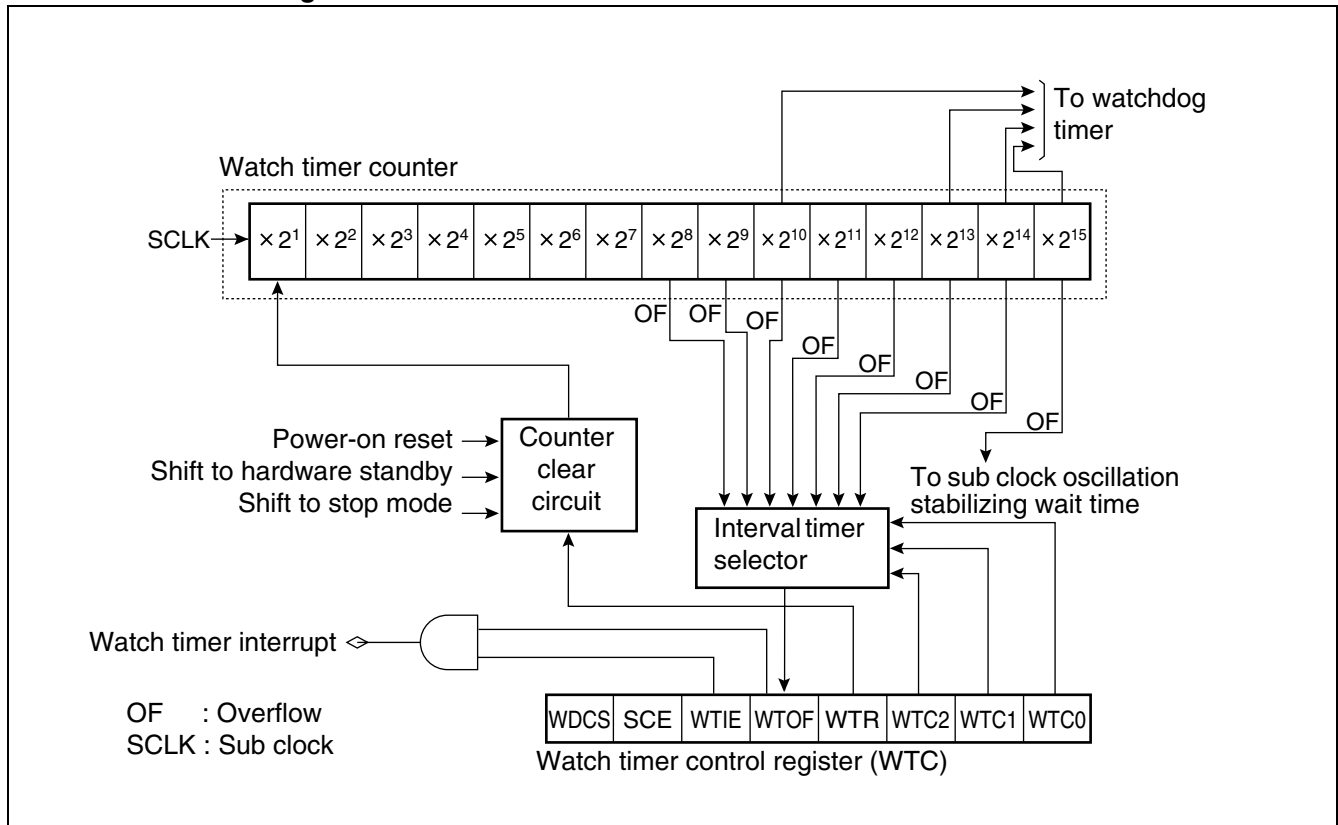 To watchdog
timer
Watch timer counter
SCLK
× 2¹ × 2² × 2³ × 2⁴ × 2⁵ × 2⁶ × 2⁷ × 2⁸ × 2⁹ × 2¹⁰ × 2¹¹ × 2¹² × 2¹³ × 2¹⁴ × 2¹⁵
OF OF OF
OF
OF
OF
OF
OF
Power-on reset
Shift to hardware standby
Shift to stop mode
Counter
clear
circuit
To sub clock oscillation
stabilizing wait time
Interval timer
selector
Watch timer interrupt
OF : Overflow
SCLK : Sub clock
WDCS SCE WTIE WTOF WTR WTC2 WTC1 WTC0
Watch timer control register (WTC)